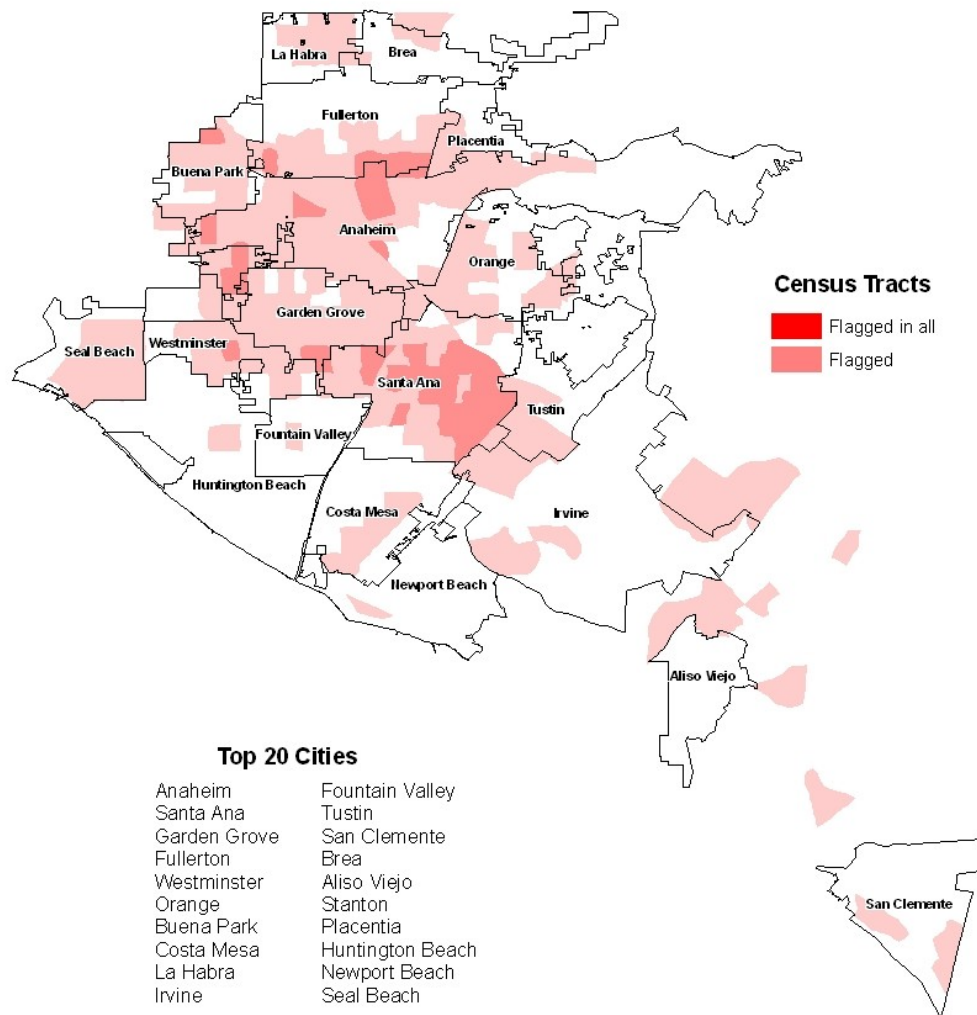 La Habra
Brea
Fullerton
Placentia
Buena Park
Anaheim
Orange
Census Tracts
Flagged in all
Flagged
Garden Grove
Westminster
Seal Beach
Santa Ana
Tustin
Fountain Valley
Huntington Beach
Costa Mesa
Irvine
Newport Beach
Aliso Viejo
Top 20 Cities
Anaheim
Santa Ana
Garden Grove
Fullerton
Westminster
Orange
Buena Park
Costa Mesa
La Habra
Irvine
Fountain Valley
Tustin
San Clemente
Brea
Aliso Viejo
Stanton
Placentia
Huntington Beach
Newport Beach
Seal Beach
San Clemente